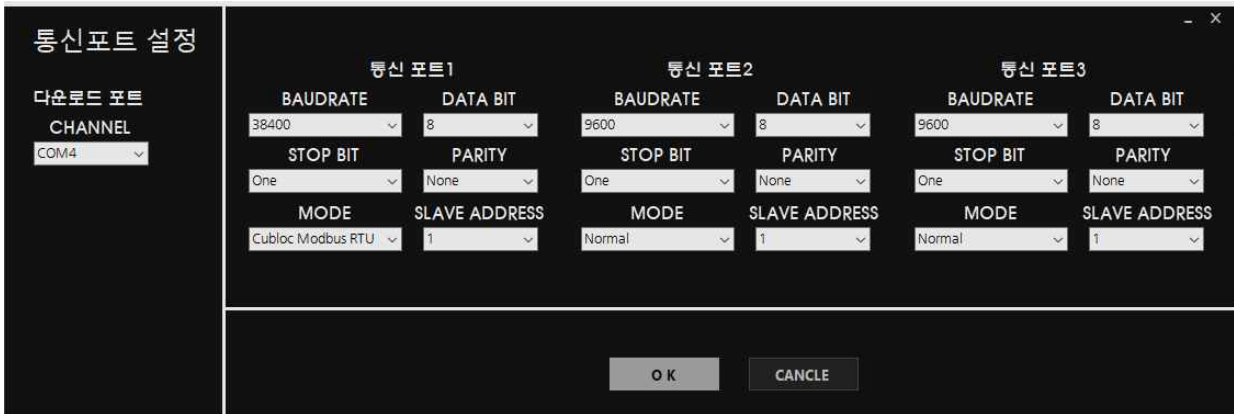 통신포트 설정
다운로드 포트
CHANNEL
COM4
통신 포트1 통신 포트2 통신 포트3
BAUDRATE DATA BIT BAUDRATE DATA BIT BAUDRATE DATA BIT
38400 8 9600 8 9600 8
STOP BIT PARITY STOP BIT PARITY STOP BIT PARITY
One None One None One None
MODE SLAVE ADDRESS MODE SLAVE ADDRESS MODE SLAVE ADDRESS
Cubloc Modbus RTU 1 Normal 1 Normal 1
O K CANCLE